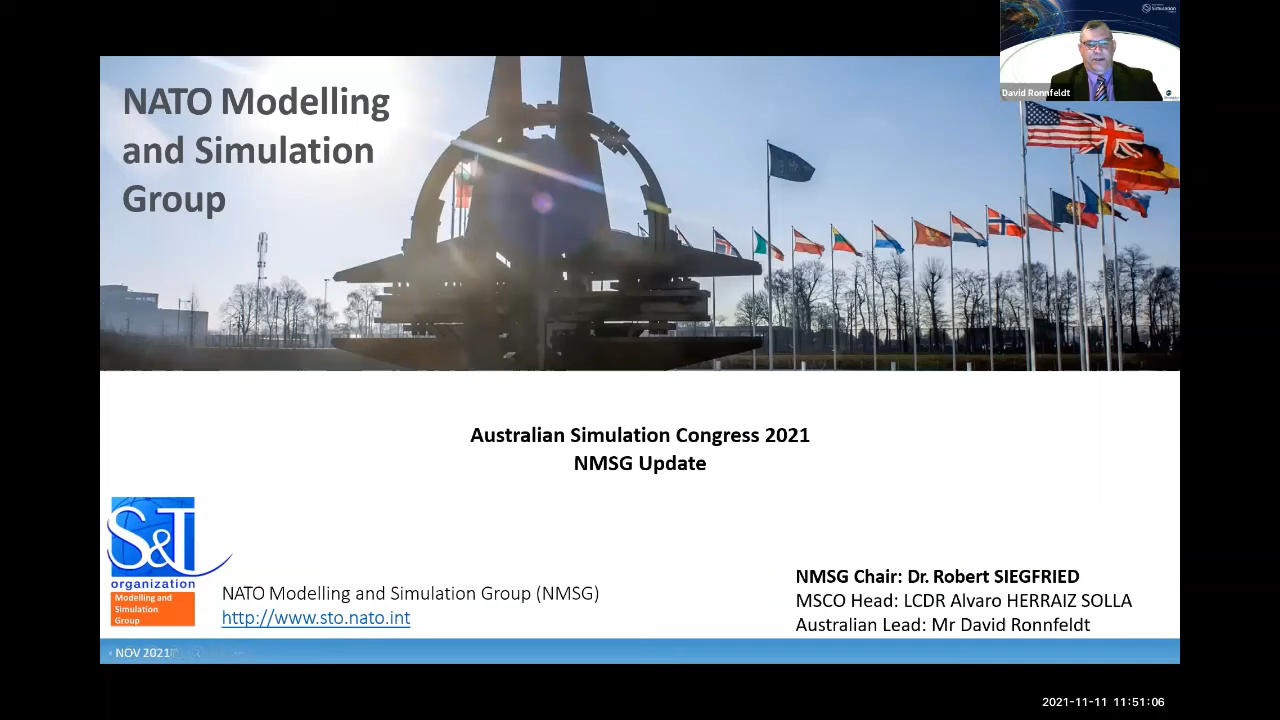 Simulation
David Ronnfeldt
NATO Modelling
and Simulation
Group
Australian Simulation Congress 2021
NMSG Update
S&T
organization
Modelling and
Simulation
Group
NATO Modelling and Simulation Group (NMSG)
http://www.sto.nato.int
NMSG Chair: Dr. Robert SIEGFRIED
MSCO Head: LCDR Alvaro HERRAIZ SOLLA
Australian Lead: Mr David Ronnfeldt
NOV 2021
2021-11-11 11:51:06